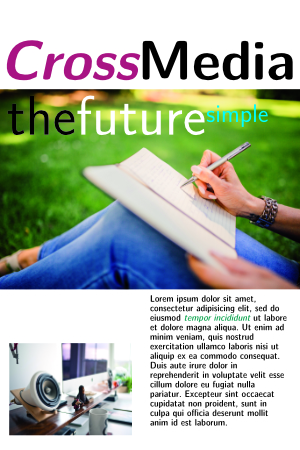 CrossMedia
thefuturesimple
Lorem ipsum dolor sit amet,
consectetur adipisicing elit, sed do
eiusmod tempor incididunt ut labore
et dolore magna aliqua. Ut enim ad
minim veniam, quis nostrud
exercitation ullamco laboris nisi ut
aliquip ex ea commodo consequat.
Duis aute irure dolor in
reprehenderit in voluptate velit esse
cillum dolore eu fugiat nulla
pariatur. Excepteur sint occaecat
cupidatat non proident, sunt in
culpa qui officia deserunt mollit
anim id est laborum.